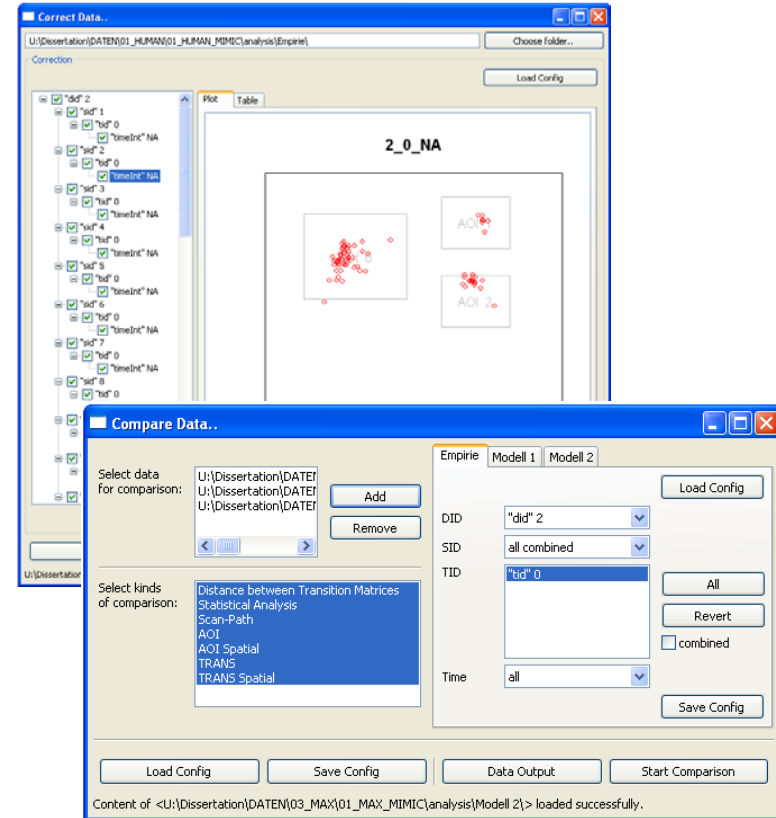 Correct Data..
U:\Dissertation\DATEN\01_HUMAN\01_HUMAN_MIMIC\analysis\Empirie\
Choose folder..
Correction
Load Config
"did" 2
"sid" 1
"tid" 0
"timeInt" NA
"sid" 2
"tid" 0
"timeInt" NA
"sid" 3
"tid" 0
"timeInt" NA
"sid" 4
"tid" 0
"timeInt" NA
"sid" 5
"tid" 0
"timeInt" NA
"sid" 6
"tid" 0
"timeInt" NA
"sid" 7
"tid" 0
"timeInt" NA
"sid" 8
"tid" 0
Plot Table
2_0_NA
AOI
AOI 2
U:\Dissertation
Compare Data..
Select data
for comparison:
U:\Dissertation\DATE
U:\Dissertation\DATE
U:\Dissertation\DATE
Add
Remove
Select kinds
of comparison:
Distance between Transition Matrices
Statistical Analysis
Scan-Path
AOI
AOI Spatial
TRANS
TRANS Spatial
Empirie Modell 1 Modell 2
Load Config
DID "did" 2
SID all combined
TID "tid" 0
All
Revert
combined
Time all
Save Config
Load Config Save Config Data Output Start Comparison
Content of <U:\Dissertation\DATEN\03_MAX\01_MAX_MIMIC\analysis\Modell 2\> loaded successfully.